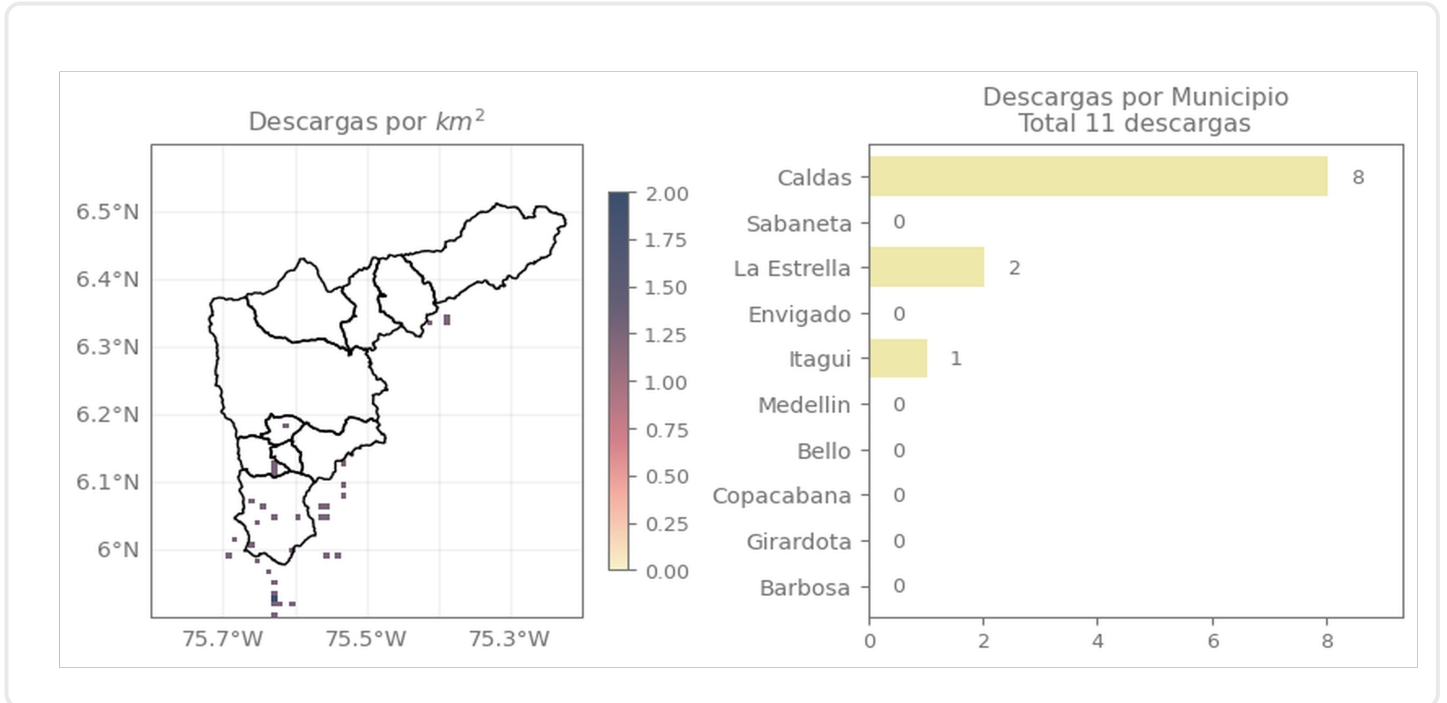 Descargas por km²
6.5°N
6.4°N
6.3°N
6.2°N
6.1°N
6°N
75.7°W 75.5°W 75.3°W
2.00
1.75
1.50
1.25
1.00
0.75
0.50
0.25
0.00
Descargas por Municipio
Total 11 descargas
Caldas 8
Sabaneta 0
La Estrella 2
Envigado 0
Itagui 1
Medellin 0
Bello 0
Copacabana 0
Girardota 0
Barbosa 0
0 2 4 6 8